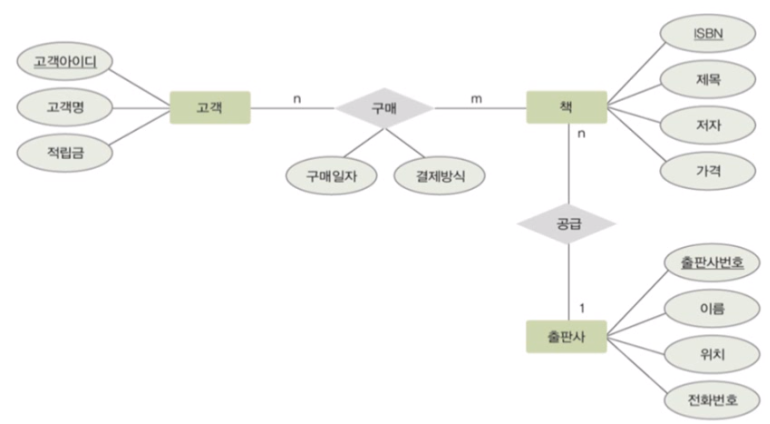 고객아이디
고객명
적립금
고객
n
구매
m
구매일자
결제방식
책
ISBN
제목
저자
가격
n
공급
1
출판사
출판사번호
이름
위치
전화번호